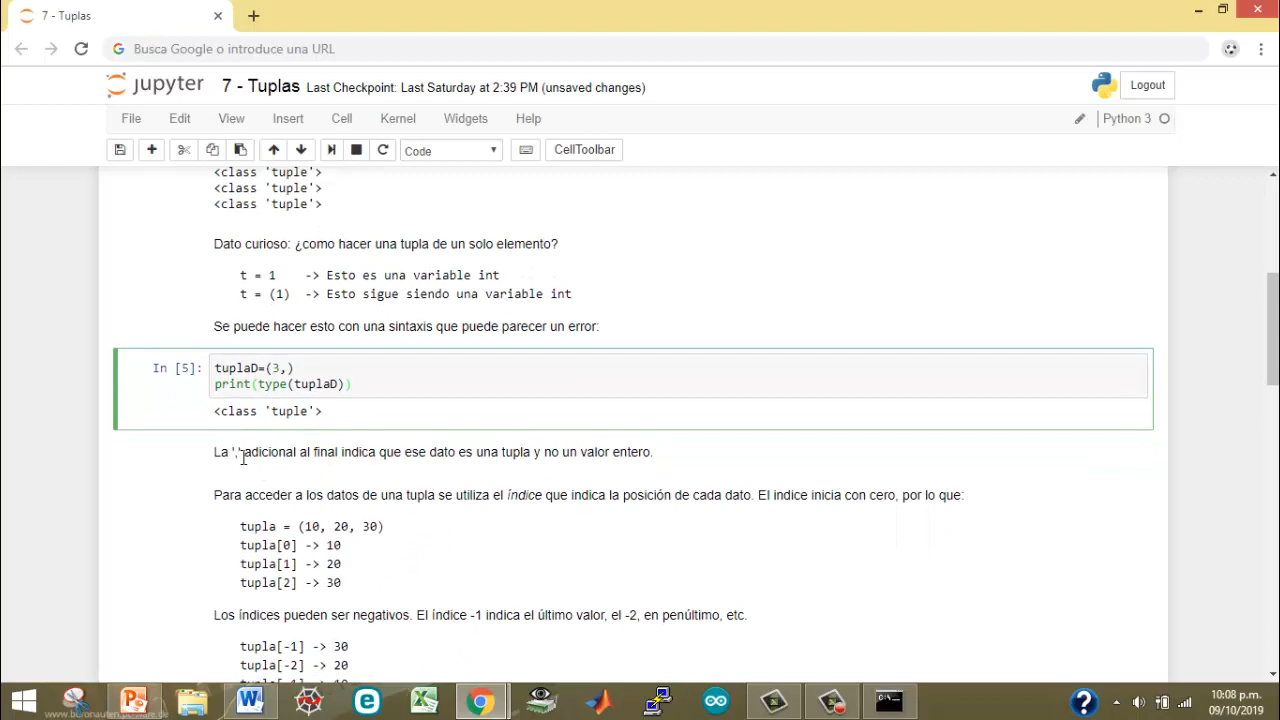 7 - Tuplas
Busca Google o introduce una URL
jupyter 7 - Tuplas Last Checkpoint: Last Saturday at 2:39 PM (unsaved changes) Logout
File Edit View Insert Cell Kernel Widgets Help Python 3
Code CellToolbar
<class 'tuple'>
<class 'tuple'>
<class 'tuple'>
Dato curioso: ¿como hacer una tupla de un solo elemento?
t = 1 -> Esto es una variable int
t = (1) -> Esto sigue siendo una variable int
Se puede hacer esto con una sintaxis que puede parecer un error:
In [5]: tuplaD=(3,)
print(type(tuplaD))
<class 'tuple'>
La ',' adicional al final indica que ese dato es una tupla y no un valor entero.
Para acceder a los datos de una tupla se utiliza el índice que indica la posición de cada dato. El indice inicia con cero, por lo que:
tupla = (10, 20, 30)
tupla[0] -> 10
tupla[1] -> 20
tupla[2] -> 30
Los índices pueden ser negativos. El índice -1 indica el último valor, el -2, en penúltimo, etc.
tupla[-1] -> 30
tupla[-2] -> 20
10:08 p.m.
09/10/2019